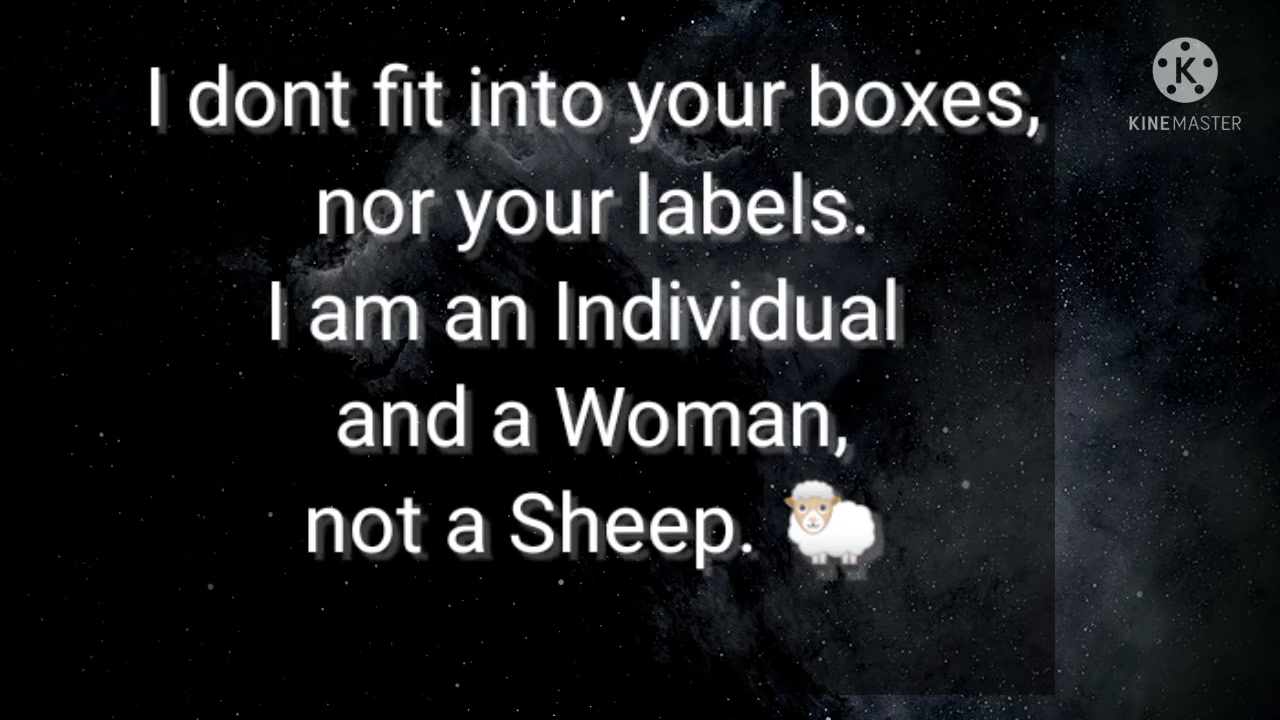 I dont fit into your boxes,
nor your labels.
I am an Individual
and a Woman,
not a Sheep. 🐑
K
KINEMASTER